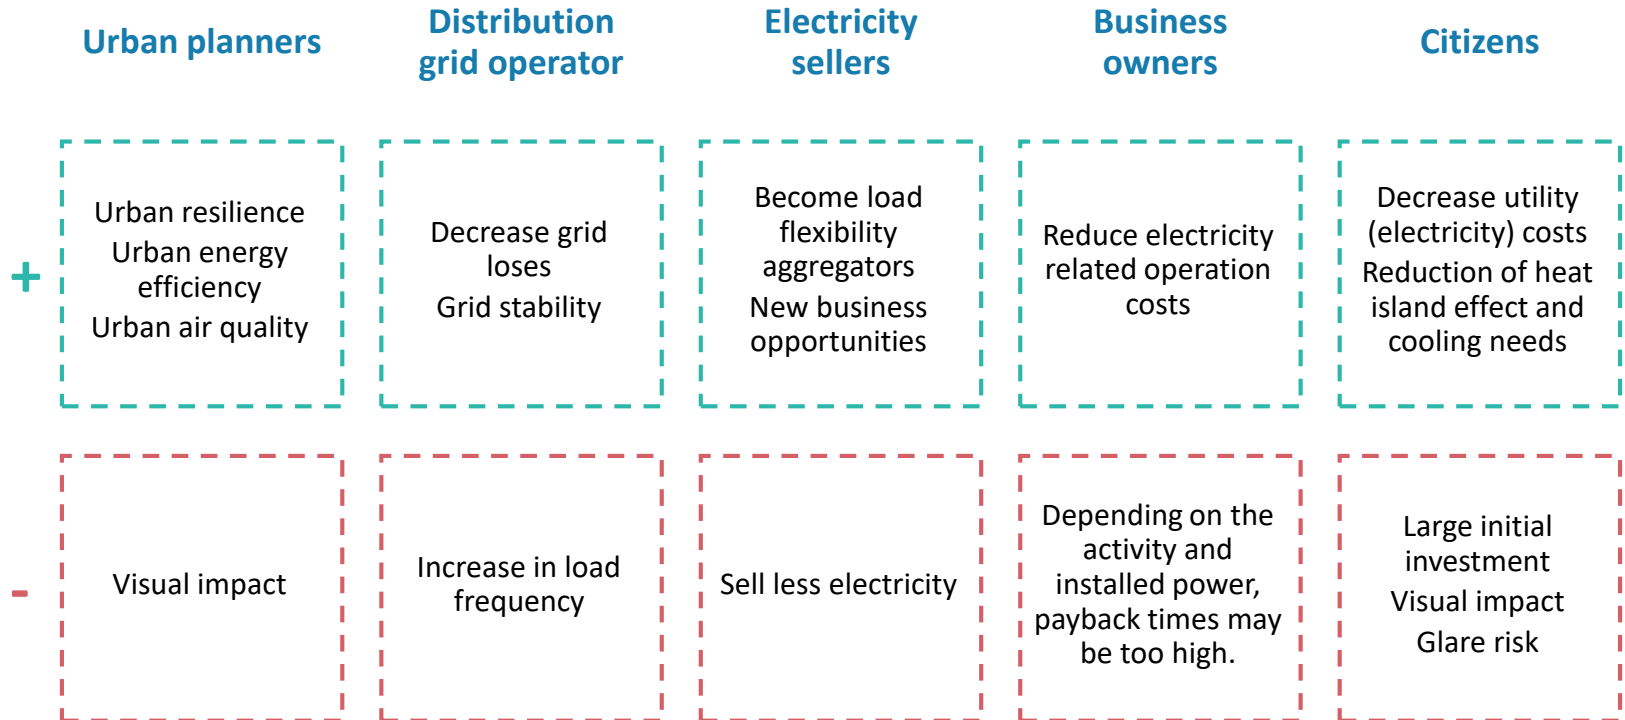 Urban planners
Distribution
grid operator
Electricity
sellers
Business
owners
Citizens
+
Urban resilience
Urban energy
efficiency
Urban air quality
Decrease grid
loses
Grid stability
Become load
flexibility
aggregators
New business
opportunities
Reduce electricity
related operation
costs
Decrease utility
(electricity) costs
Reduction of heat
island effect and
cooling needs
-
Visual impact
Increase in load
frequency
Sell less electricity
Depending on the
activity and
installed power,
payback times may
be too high.
Large initial
investment
Visual impact
Glare risk